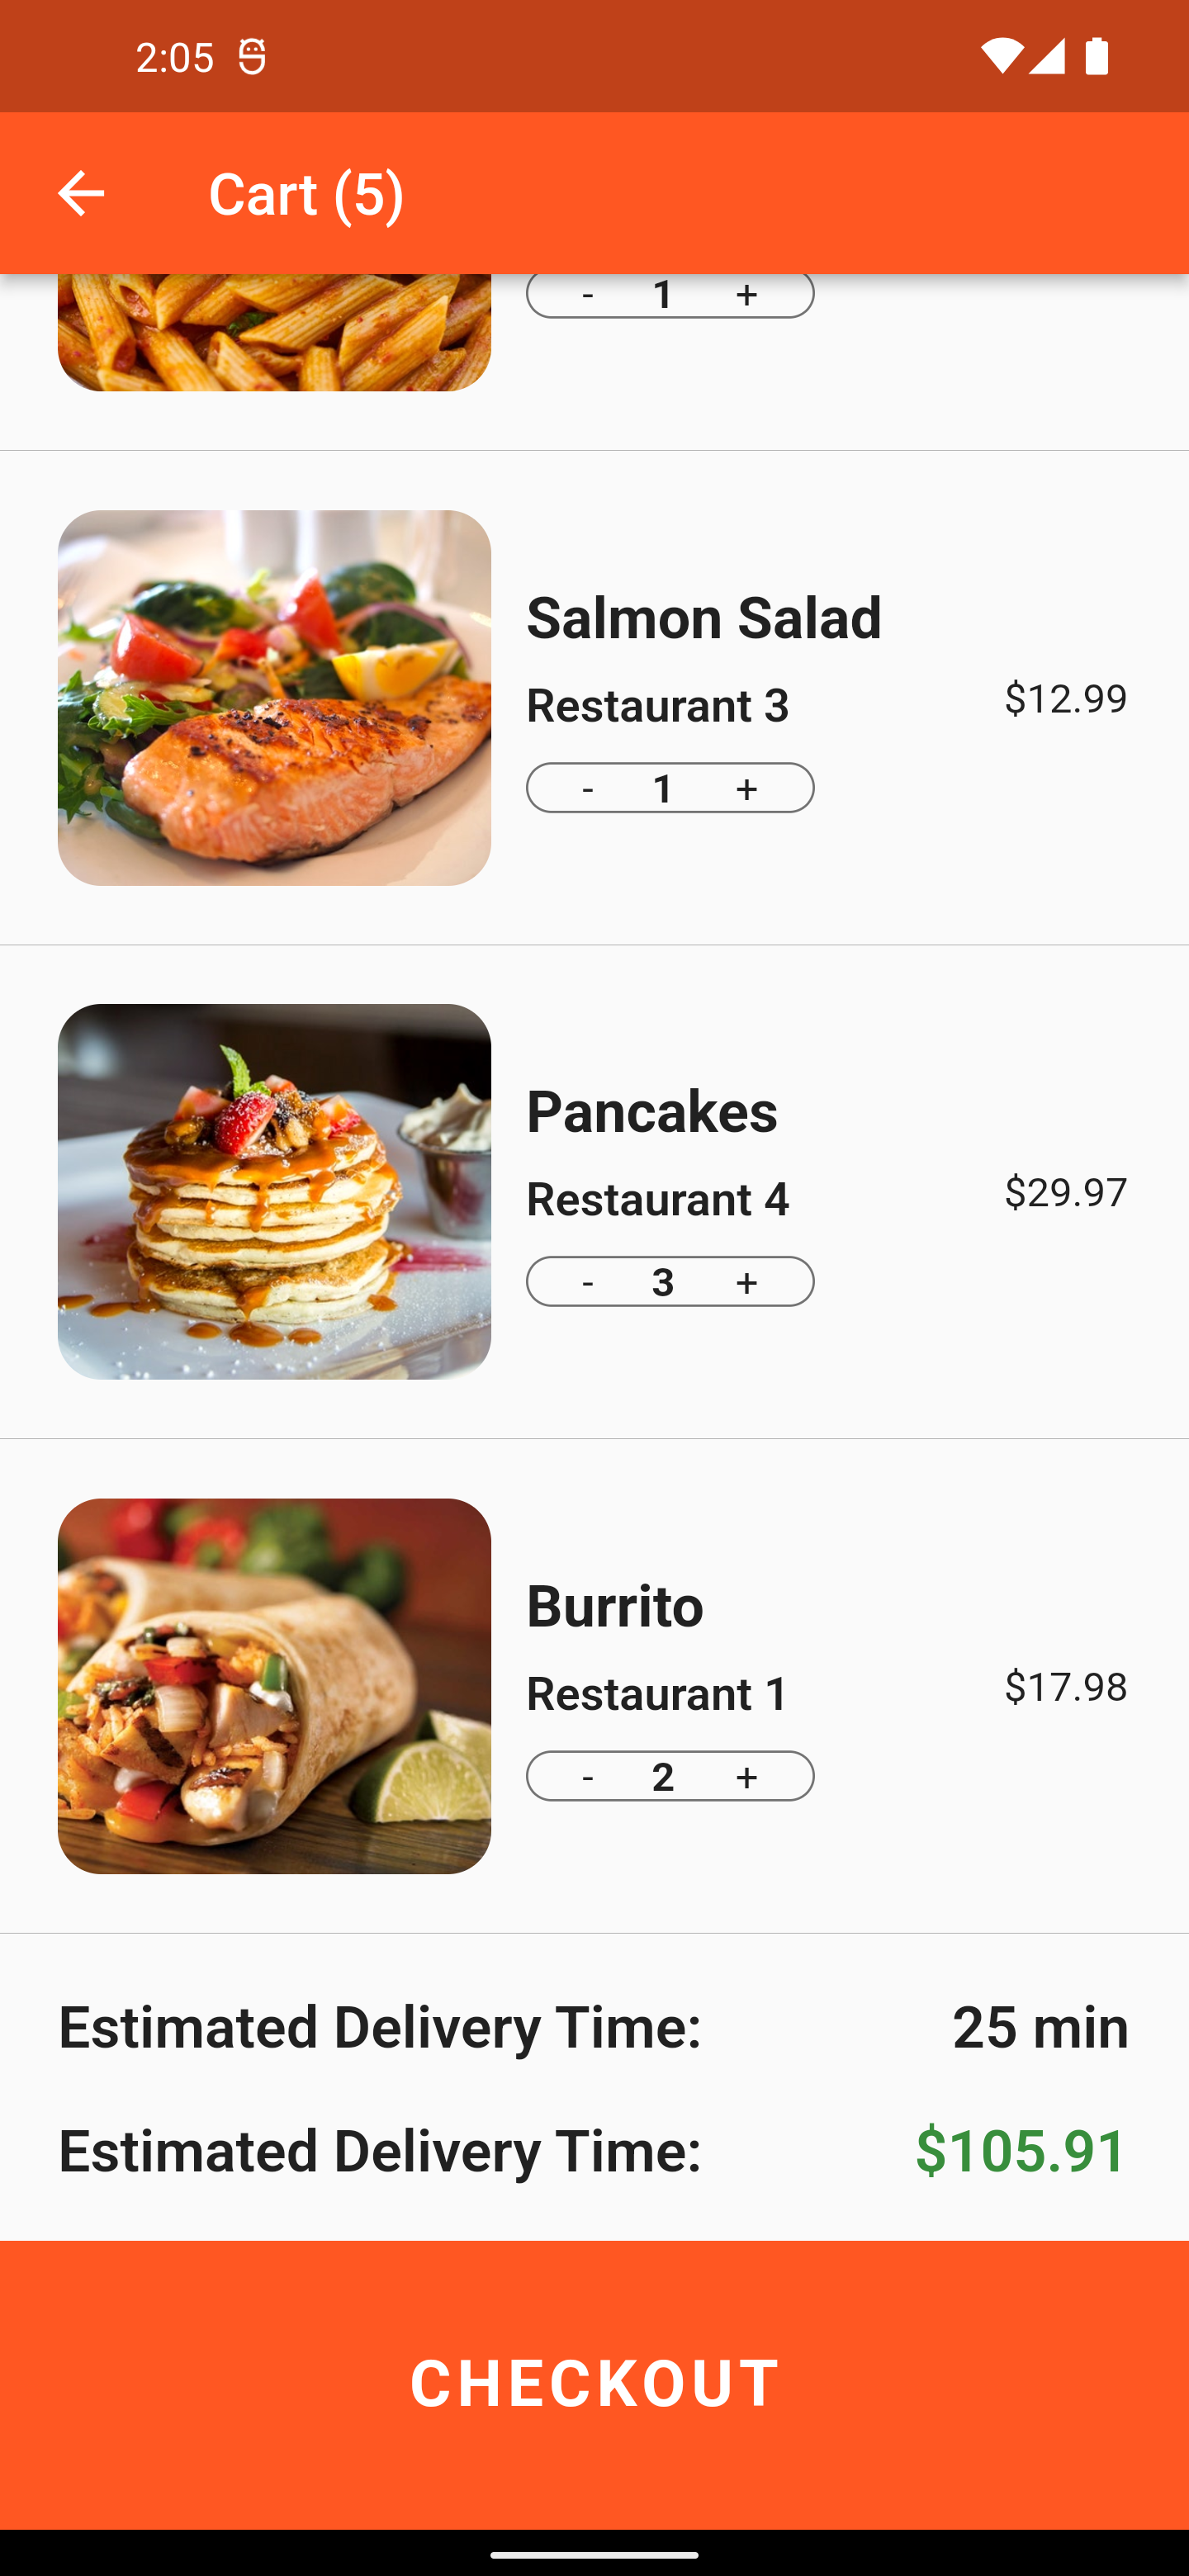 2:05
Cart (5)
- 1 +
Salmon Salad
Restaurant 3
$12.99
- 1 +
Pancakes
Restaurant 4
$29.97
- 3 +
Burrito
Restaurant 1
$17.98
- 2 +
Estimated Delivery Time: 25 min
Estimated Delivery Time: $105.91
CHECKOUT